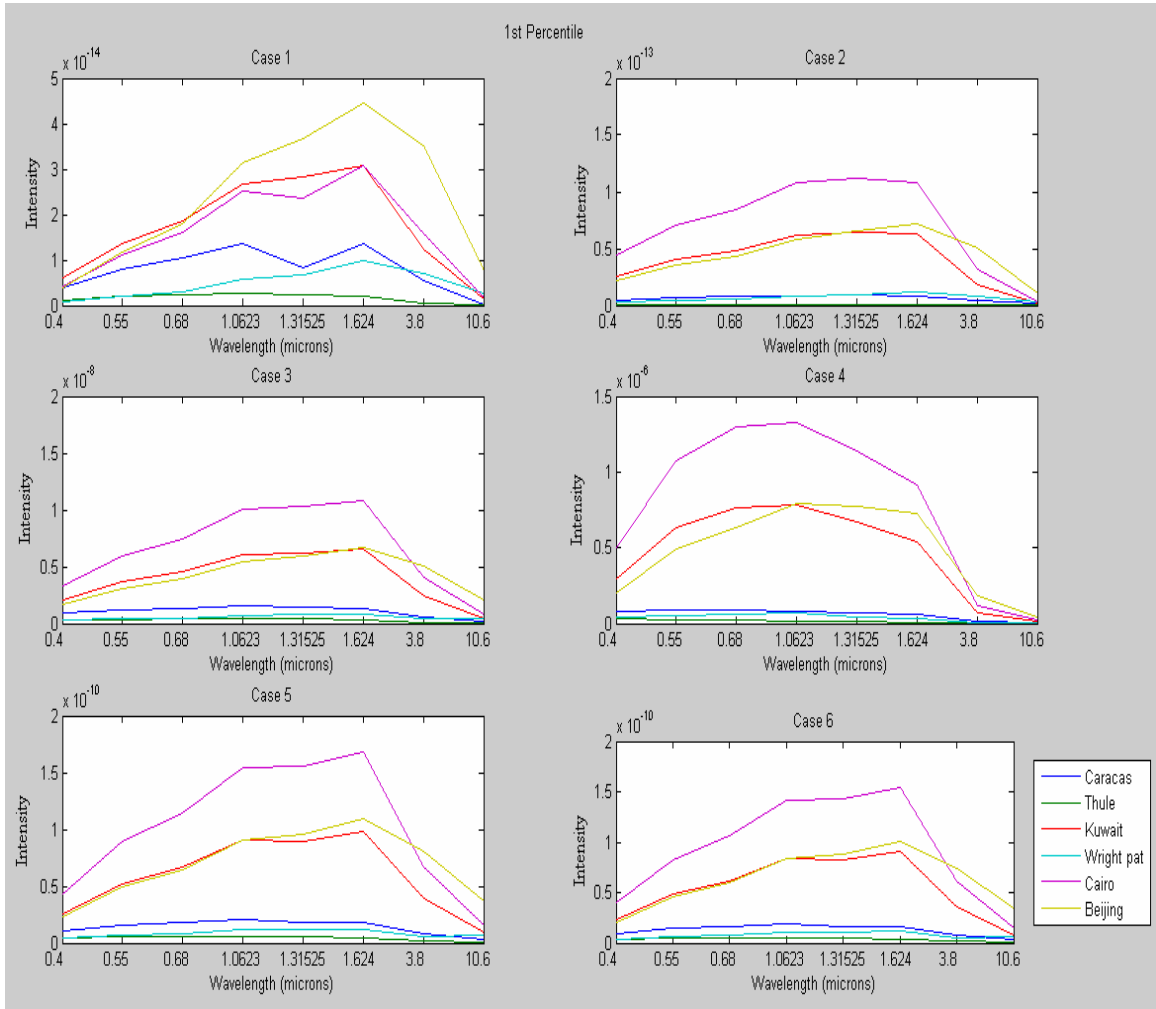 1st Percentile
Case 1
x 10^-14
5
4
3
2
1
0
Intensity
0.4 0.55 0.68 1.0623 1.31525 1.624 3.8 10.6
Wavelength (microns)
Case 2
x 10^-13
2
1.5
1
0.5
0
Intensity
0.4 0.55 0.68 1.0623 1.31525 1.624 3.8 10.6
Wavelength (microns)
Case 3
x 10^-8
2
1.5
1
0.5
0
Intensity
0.4 0.55 0.68 1.0623 1.31525 1.624 3.8 10.6
Wavelength (microns)
Case 4
x 10^-6
1.5
1
0.5
0
Intensity
0.4 0.55 0.68 1.0623 1.31525 1.624 3.8 10.6
Wavelength (microns)
Case 5
x 10^-10
2
1.5
1
0.5
0
Intensity
0.4 0.55 0.68 1.0623 1.31525 1.624 3.8 10.6
Wavelength (microns)
Case 6
x 10^-10
2
1.5
1
0.5
0
Intensity
0.4 0.55 0.68 1.0623 1.31525 1.624 3.8 10.6
Wavelength (microns)
Caracas
Thule
Kuwait
Wright pat
Cairo
Beijing